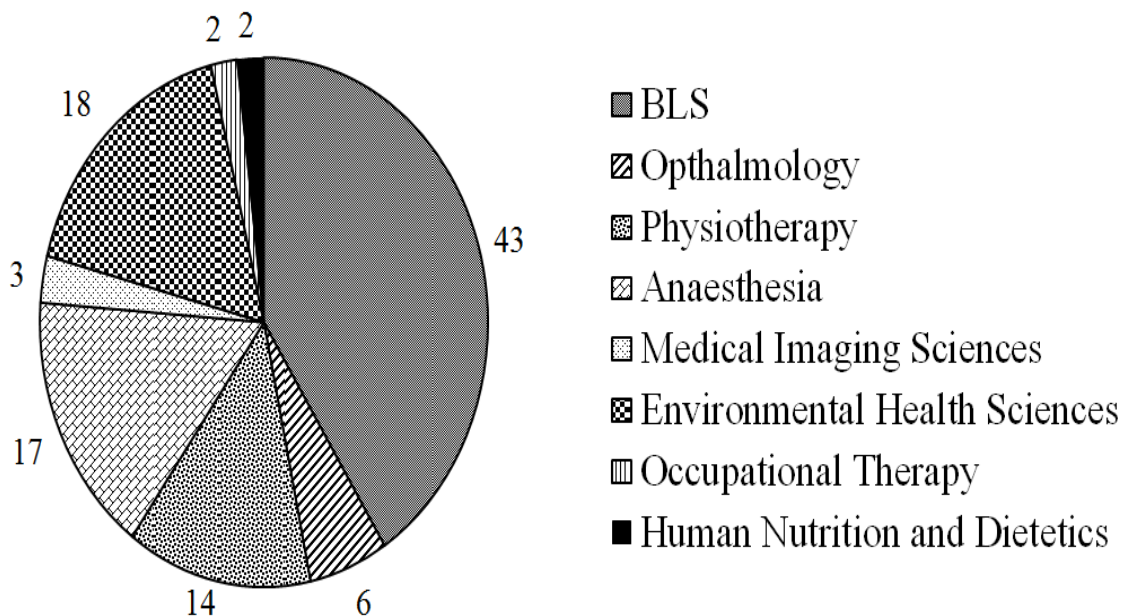 2 2
18
43
3
17
14
6
BLS
Opthalmology
Physiotherapy
Anaesthesia
Medical Imaging Sciences
Environmental Health Sciences
Occupational Therapy
Human Nutrition and Dietetics